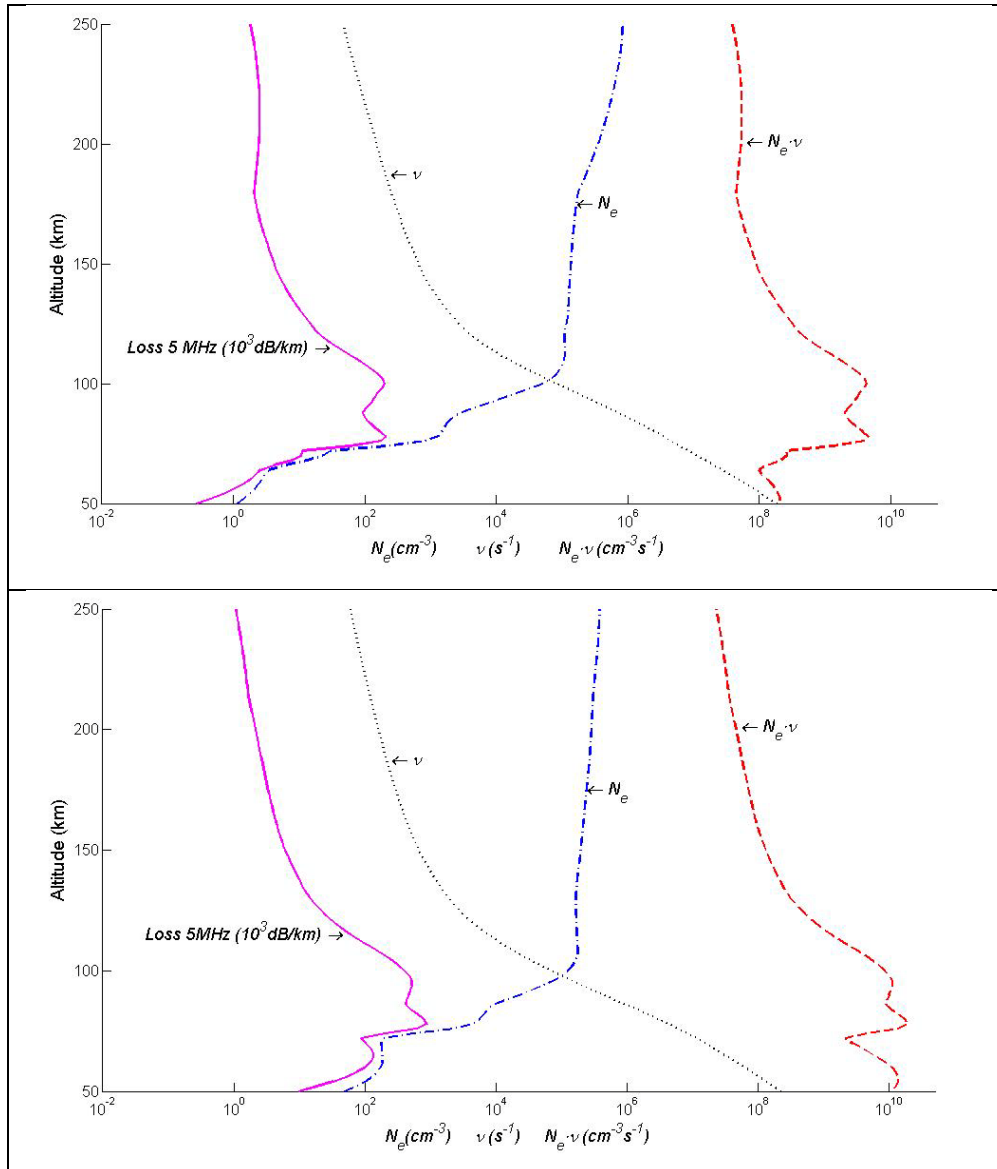 250
200
150
100
50
Altitude (km)
← ν
← Nₑ
← Nₑ·ν
Loss 5 MHz (10³dB/km) →
10⁻² 10⁰ 10² 10⁴ 10⁶ 10⁸ 10¹⁰
Nₑ(cm⁻³) ν (s⁻¹) Nₑ·ν (cm⁻³s⁻¹)
250
200
150
100
50
Altitude (km)
← ν
← Nₑ
← Nₑ·ν
Loss 5MHz (10³dB/km) →
10⁻² 10⁰ 10² 10⁴ 10⁶ 10⁸ 10¹⁰
Nₑ(cm⁻³) ν (s⁻¹) Nₑ·ν (cm⁻³s⁻¹)